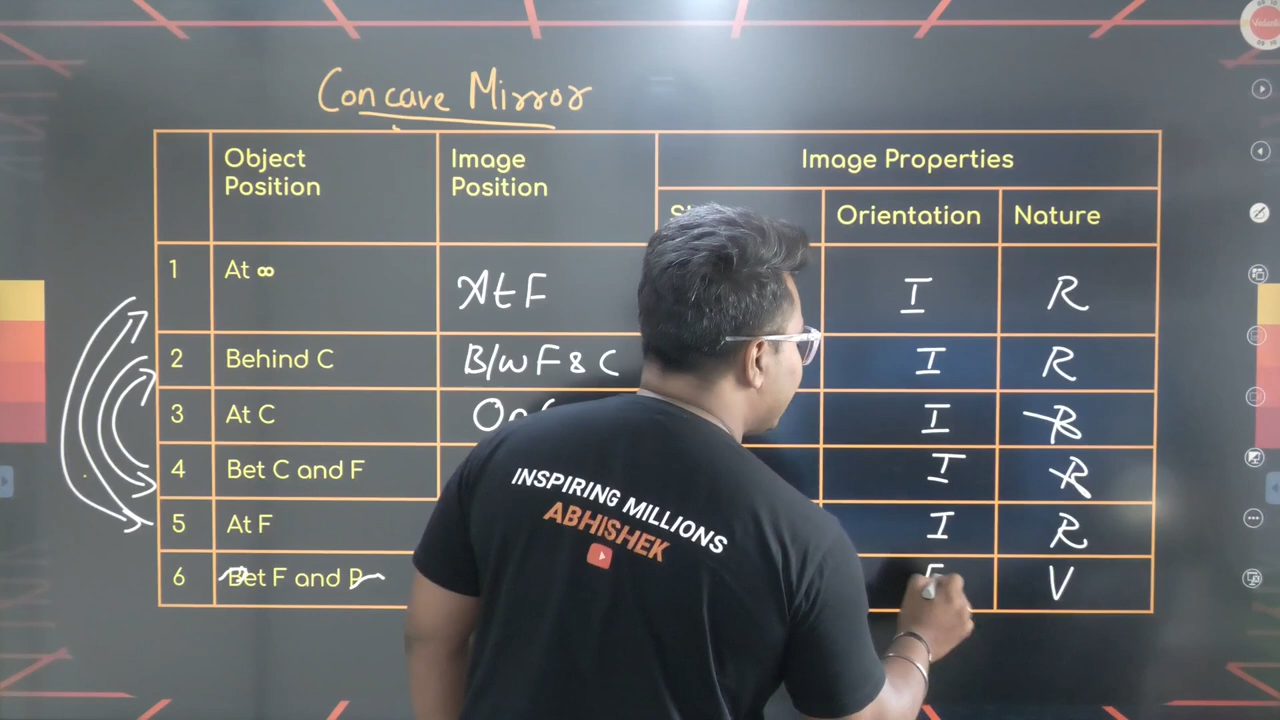 Concave Mirror
Object Position
Image Position
Image Properties
Orientation
Nature
1 At ∞ At F I R
2 Behind C B/w F & C I R
3 At C I R
4 Bet C and F I R
5 At F I R
6 Bet F and P V
INSPIRING MILLIONS
ABHISHEK